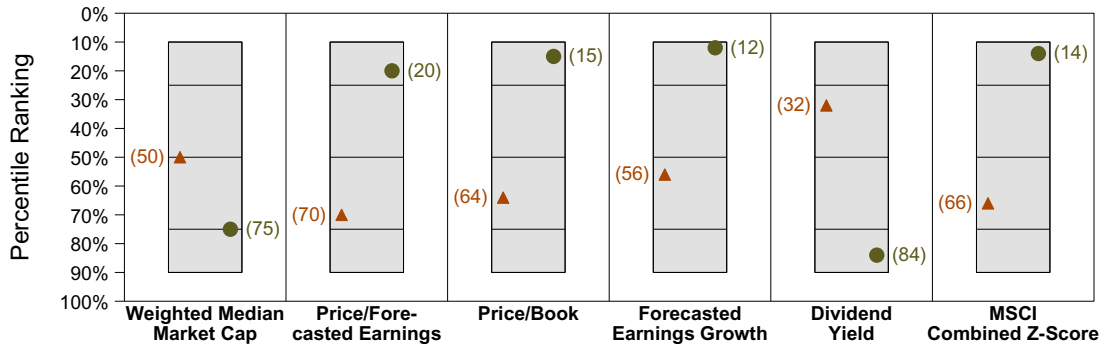 Percentile Ranking
0%
10%
20%
30%
40%
50%
60%
70%
80%
90%
100%
(50)
(75)
(70)
(20)
(64)
(15)
(56)
(12)
(32)
(84)
(66)
(14)
Weighted Median
Market Cap
Price/Fore-
casted Earnings
Price/Book
Forecasted
Earnings Growth
Dividend
Yield
MSCI
Combined Z-Score